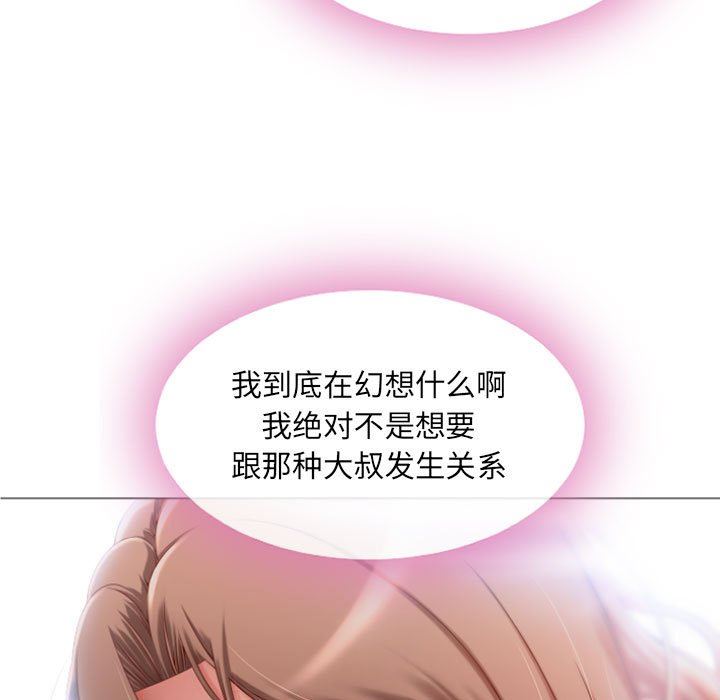 我到底在幻想什么啊
我绝对不是想要
跟那种大叔发生关系